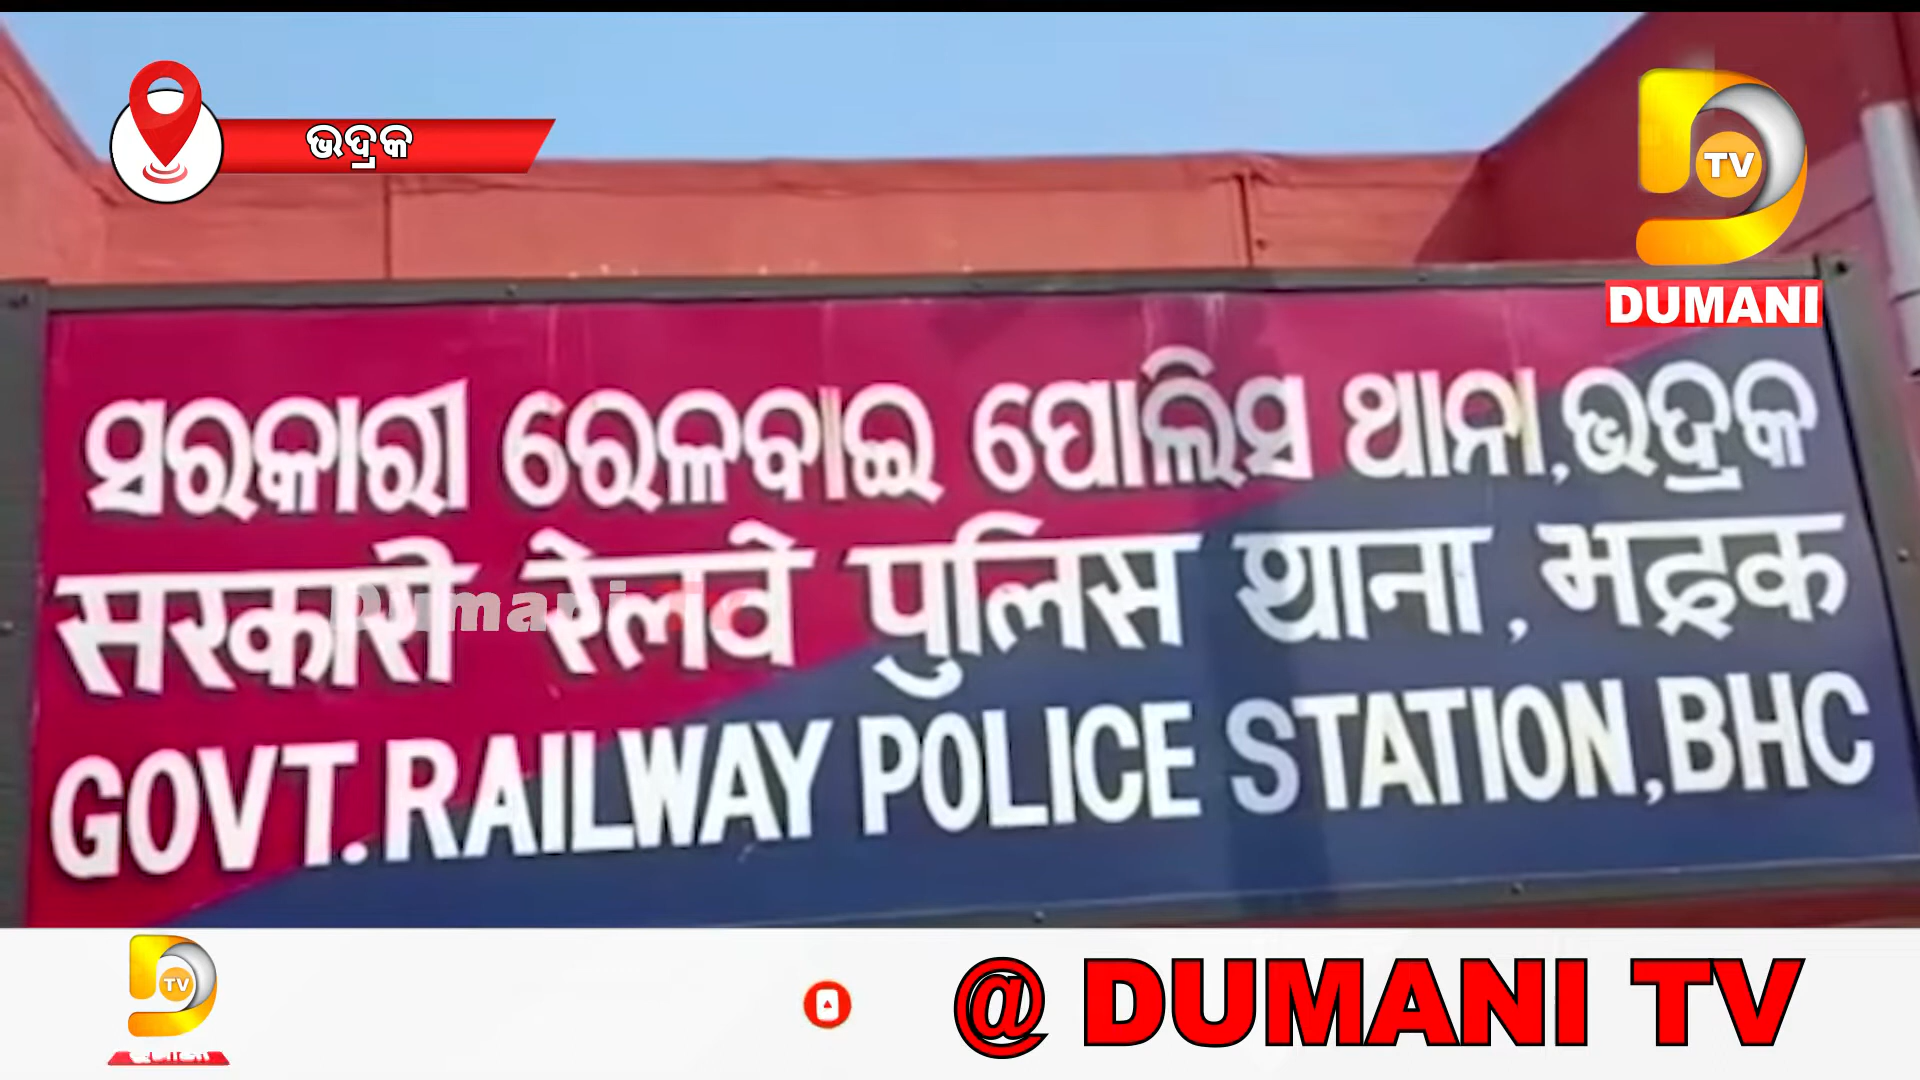 ଭଦ୍ରକ
TV
DUMANI
ସରକାରୀ ରେଳବାଇ ପୋଲିସ ଥାନା,ଭଦ୍ରକ
सरकारी रेलवे पुलिस थाना, भद्रक
Dumani
GOVT.RAILWAY POLICE STATION,BHC
TV
@ DUMANI TV